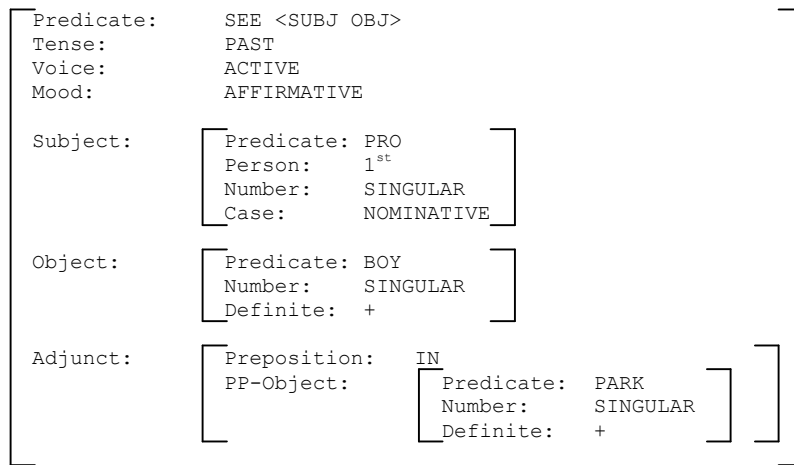 Predicate: SEE <SUBJ OBJ>
Tense: PAST
Voice: ACTIVE
Mood: AFFIRMATIVE
Subject: Predicate: PRO
Person: 1st
Number: SINGULAR
Case: NOMINATIVE
Object: Predicate: BOY
Number: SINGULAR
Definite: +
Adjunct: Preposition: IN
PP-Object: Predicate: PARK
Number: SINGULAR
Definite: +